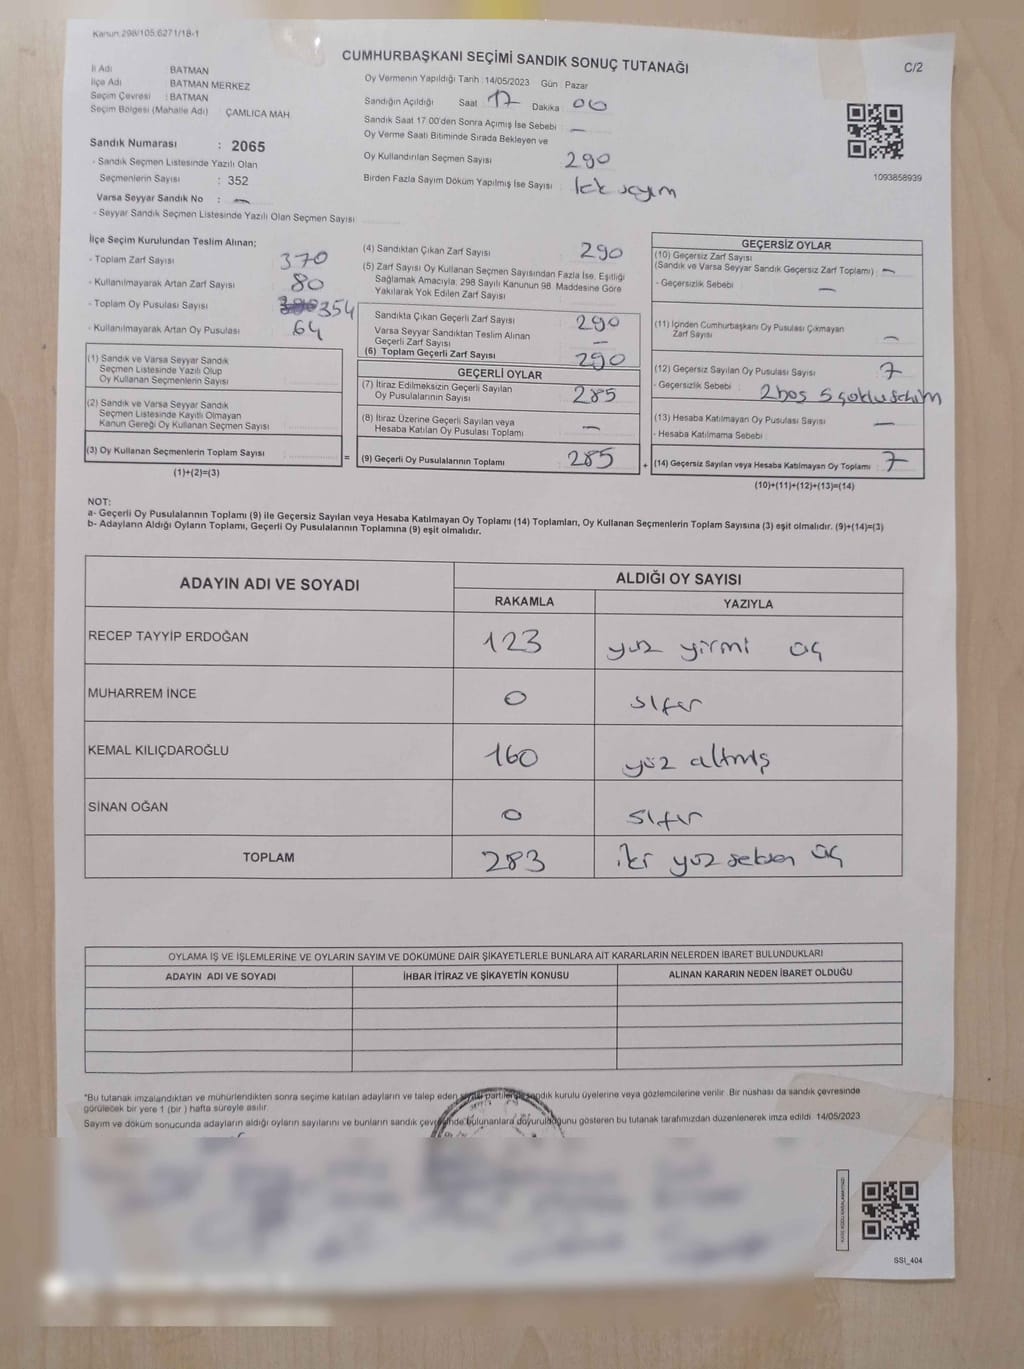 Kanun 298/105,6271/18-1
CUMHURBAŞKANI SEÇİMİ SANDIK SONUÇ TUTANAĞI
C/2
İl Adı BATMAN
İlçe Adı BATMAN MERKEZ
Seçim Çevresi : BATMAN
Seçim Bölgesi (Mahalle Adı) ÇAMLICA MAH
Sandık Numarası : 2065
- Sandık Seçmen Listesinde Yazılı Olan
Seçmenlerin Sayısı : 352
Varsa Seyyar Sandık No : —
- Seyyar Sandık Seçmen Listesinde Yazılı Olan Seçmen Sayısı
Oy Vermenin Yapıldığı Tarih 14/05/2023 Gün Pazar
Sandığın Açıldığı Saat 17 Dakika 00
Sandık Saat 17.00'den Sonra Açımış İse Sebebi —
Oy Verme Saati Bitiminde Sırada Bekleyen ve
Oy Kullandırılan Seçmen Sayısı 290
Birden Fazla Sayım Döküm Yapılmış İse Sayısı tek sayım
1093858939
İlçe Seçim Kurulundan Teslim Alınan;
- Toplam Zarf Sayısı 370
- Kullanılmayarak Artan Zarf Sayısı 80
- Toplam Oy Pusulası Sayısı 354
- Kullanılmayarak Artan Oy Pusulası 64
(1) Sandık ve Varsa Seyyar Sandık
Seçmen Listesinde Yazılı Olup
Oy Kullanan Seçmenlerin Sayısı
(2) Sandık ve Varsa Seyyar Sandık
Seçmen Listesinde Kayıtlı Olmayan
Kanun Gereği Oy Kullanan Seçmen Sayısı
(3) Oy Kullanan Seçmenlerin Toplam Sayısı
(1)+(2)=(3)
=
(4) Sandıktan Çıkan Zarf Sayısı 290
(5) Zarf Sayısı Oy Kullanan Seçmen Sayısından Fazla İse, Eşitliği
Sağlamak Amacıyla, 298 Sayılı Kanunun 98. Maddesine Göre
Yakılarak Yok Edilen Zarf Sayısı
Sandıkta Çıkan Geçerli Zarf Sayısı 290
Varsa Seyyar Sandıktan Teslim Alınan
Geçerli Zarf Sayısı —
(6) Toplam Geçerli Zarf Sayısı 290
GEÇERLİ OYLAR
(7) İtiraz Edilmeksizin Geçerli Sayılan
Oy Pusulalarının Sayısı 285
(8) İtiraz Üzerine Geçerli Sayılan veya
Hesaba Katılan Oy Pusulası Toplamı —
(9) Geçerli Oy Pusulalarının Toplamı 285
+
GEÇERSİZ OYLAR
(10) Geçersiz Zarf Sayısı
(Sandık ve Varsa Seyyar Sandık Geçersiz Zarf Toplamı) —
- Geçersizlik Sebebi —
(11) İçinden Cumhurbaşkanı Oy Pusulası Çıkmayan
Zarf Sayısı —
(12) Geçersiz Sayılan Oy Pusulası Sayısı 7
- Geçersizlik Sebebi : 2 boş 5 çoklu
(13) Hesaba Katılmayan Oy Pusulası Sayısı —
- Hesaba Katılmama Sebebi
(14) Geçersiz Sayılan veya Hesaba Katılmayan Oy Toplamı 7
(10)+(11)+(12)+(13)=(14)
NOT:
a- Geçerli Oy Pusulalarının Toplamı (9) ile Geçersiz Sayılan veya Hesaba Katılmayan Oy Toplamı (14) Toplamları, Oy Kullanan Seçmenlerin Toplam Sayısına (3) eşit olmalıdır. (9)+(14)=(3)
b- Adayların Aldığı Oyların Toplamı, Geçerli Oy Pusulalarının Toplamına (9) eşit olmalıdır.
ADAYIN ADI VE SOYADI
ALDIĞI OY SAYISI
RAKAMLA YAZIYLA
RECEP TAYYİP ERDOĞAN 123 yüz yirmi üç
MUHARREM İNCE 0 sıfır
KEMAL KILIÇDAROĞLU 160 yüz altmış
SİNAN OĞAN 0 sıfır
TOPLAM 283 iki yüz seksen üç
OYLAMA İŞ VE İŞLEMLERİNE VE OYLARIN SAYIM VE DÖKÜMÜNE DAİR ŞİKAYETLERLE BUNLARA AİT KARARLARIN NELERDEN İBARET BULUNDUKLARI
ADAYIN ADI VE SOYADI İHBAR İTİRAZ VE ŞİKAYETİN KONUSU ALINAN KARARIN NEDEN İBARET OLDUĞU
"Bu tutanak imzalandıktan ve mühürlendikten sonra seçime katılan adayların ve talep eden siyasi partilerin sandık kurulu üyelerine veya gözlemcilerine verilir. Bir nüshası da sandık çevresinde
görülecek bir yere 1 (bir ) hafta süreyle asılır.
Sayım ve döküm sonucunda adayların aldığı oyların sayılarını ve bunların sandık çevresinde bulunanlara duyurulduğunu gösteren bu tutanak tarafımızdan düzenlenerek imza edildi. 14/05/2023
SSI_404